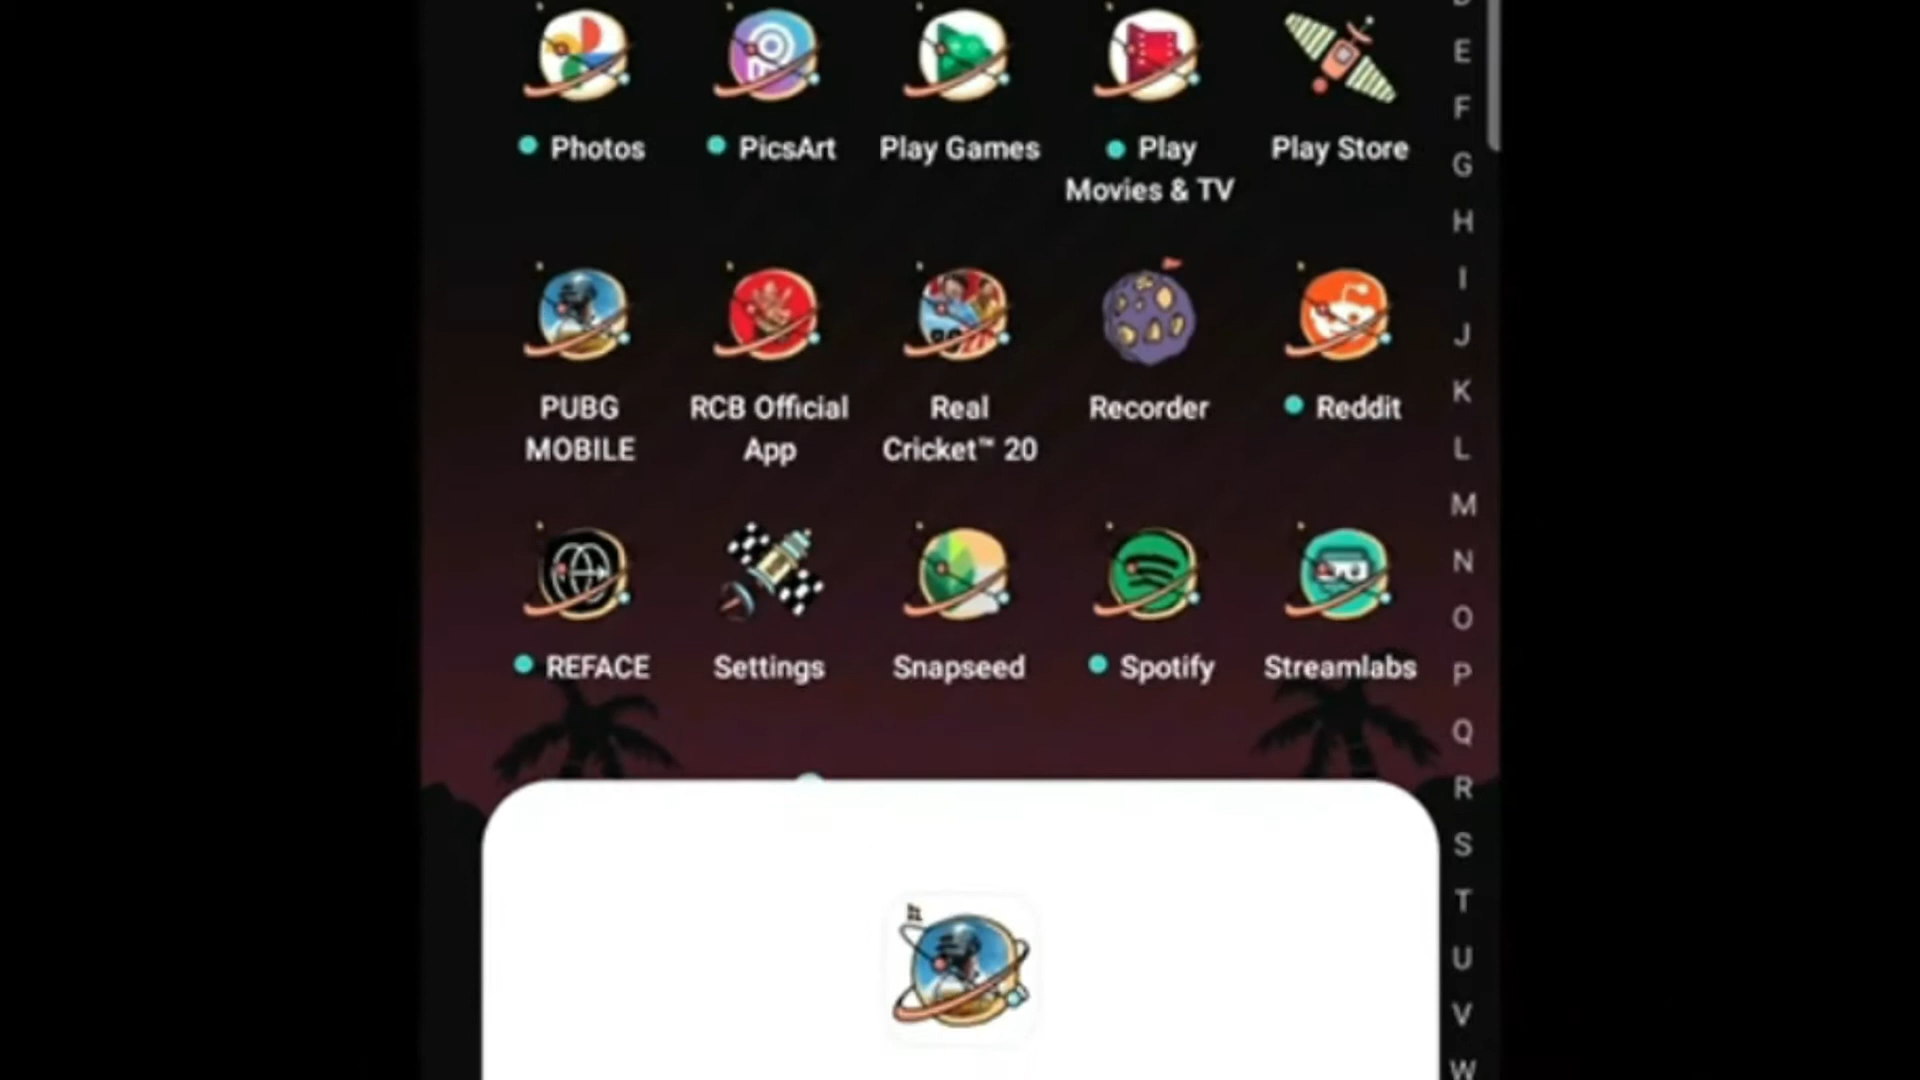 Photos
PicsArt
Play Games
Play
Movies & TV
Play Store
PUBG
MOBILE
RCB Official
App
Real
Cricket™ 20
Recorder
Reddit
REFACE
Settings
Snapseed
Spotify
Streamlabs
E
F
G
H
I
J
K
L
M
N
O
P
Q
R
S
T
U
V
W